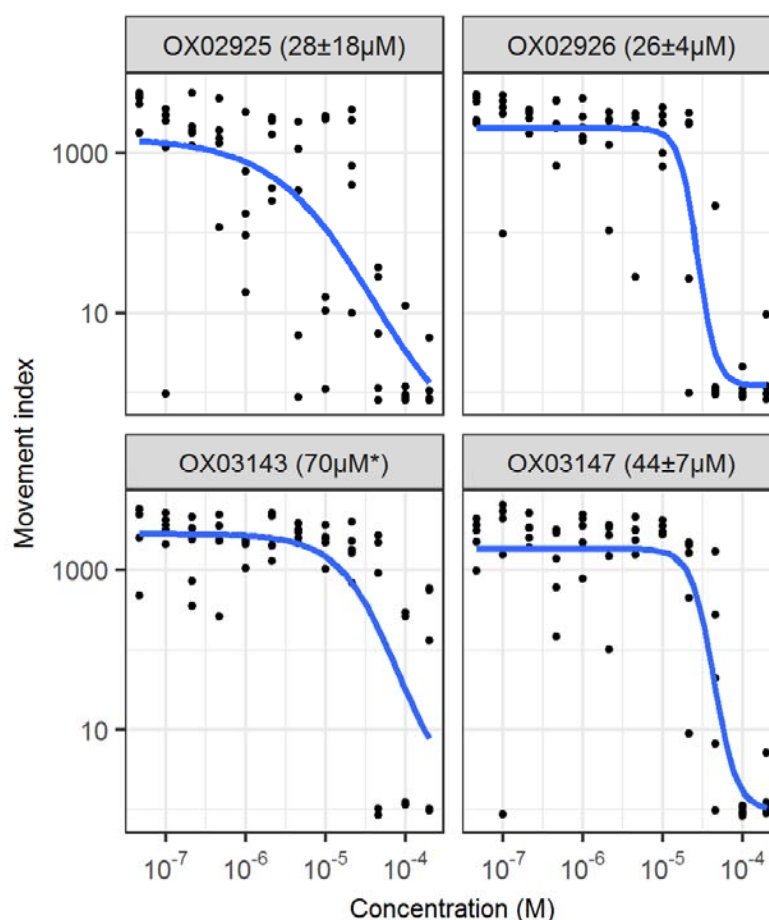 OX02925 (28±18µM)
OX02926 (26±4µM)
1000
10
OX03143 (70µM*)
OX03147 (44±7µM)
1000
10
Movement index
10⁻⁷ 10⁻⁶ 10⁻⁵ 10⁻⁴ 10⁻⁷ 10⁻⁶ 10⁻⁵ 10⁻⁴
Concentration (M)